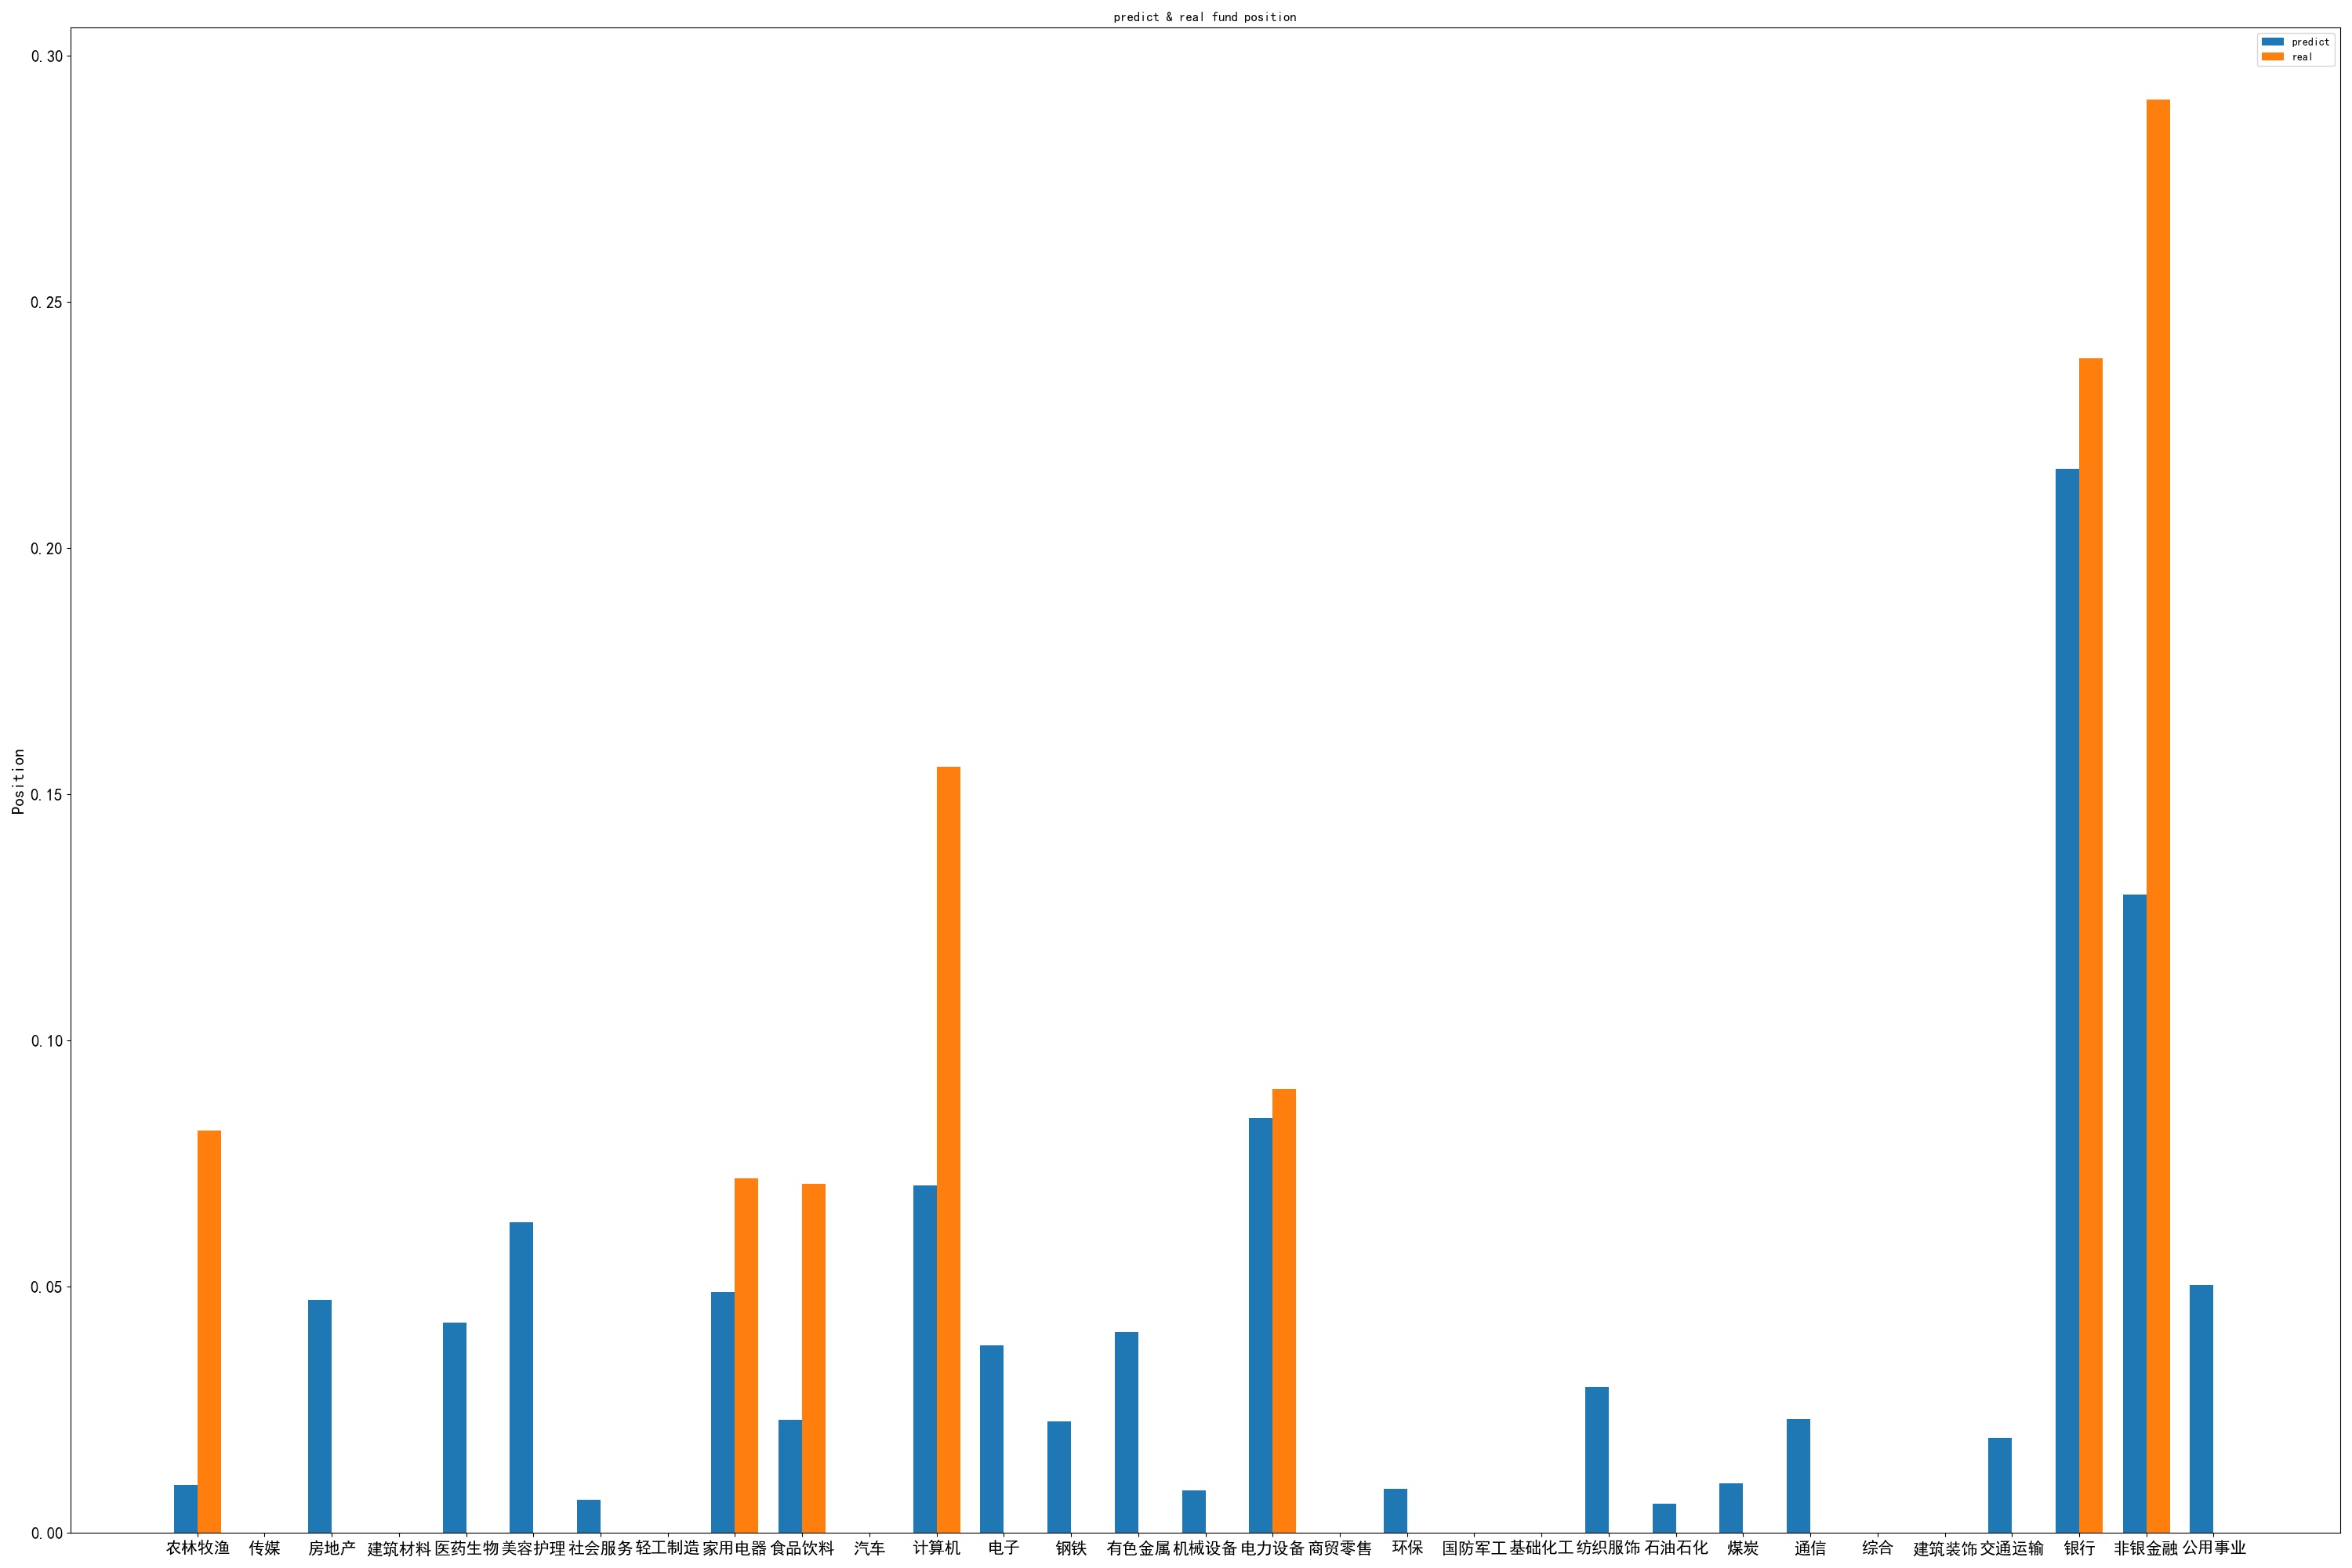 predict & real fund position
predict
real
0.30
0.25
0.20
0.15
0.10
0.05
0.00
Position
农林牧渔 传媒 房地产 建筑材料 医药生物 美容护理 社会服务 轻工制造 家用电器 食品饮料 汽车 计算机 电子 钢铁 有色金属 机械设备 电力设备 商贸零售 环保 国防军工 基础化工 纺织服饰 石油石化 煤炭 通信 综合 建筑装饰 交通运输 银行 非银金融 公用事业